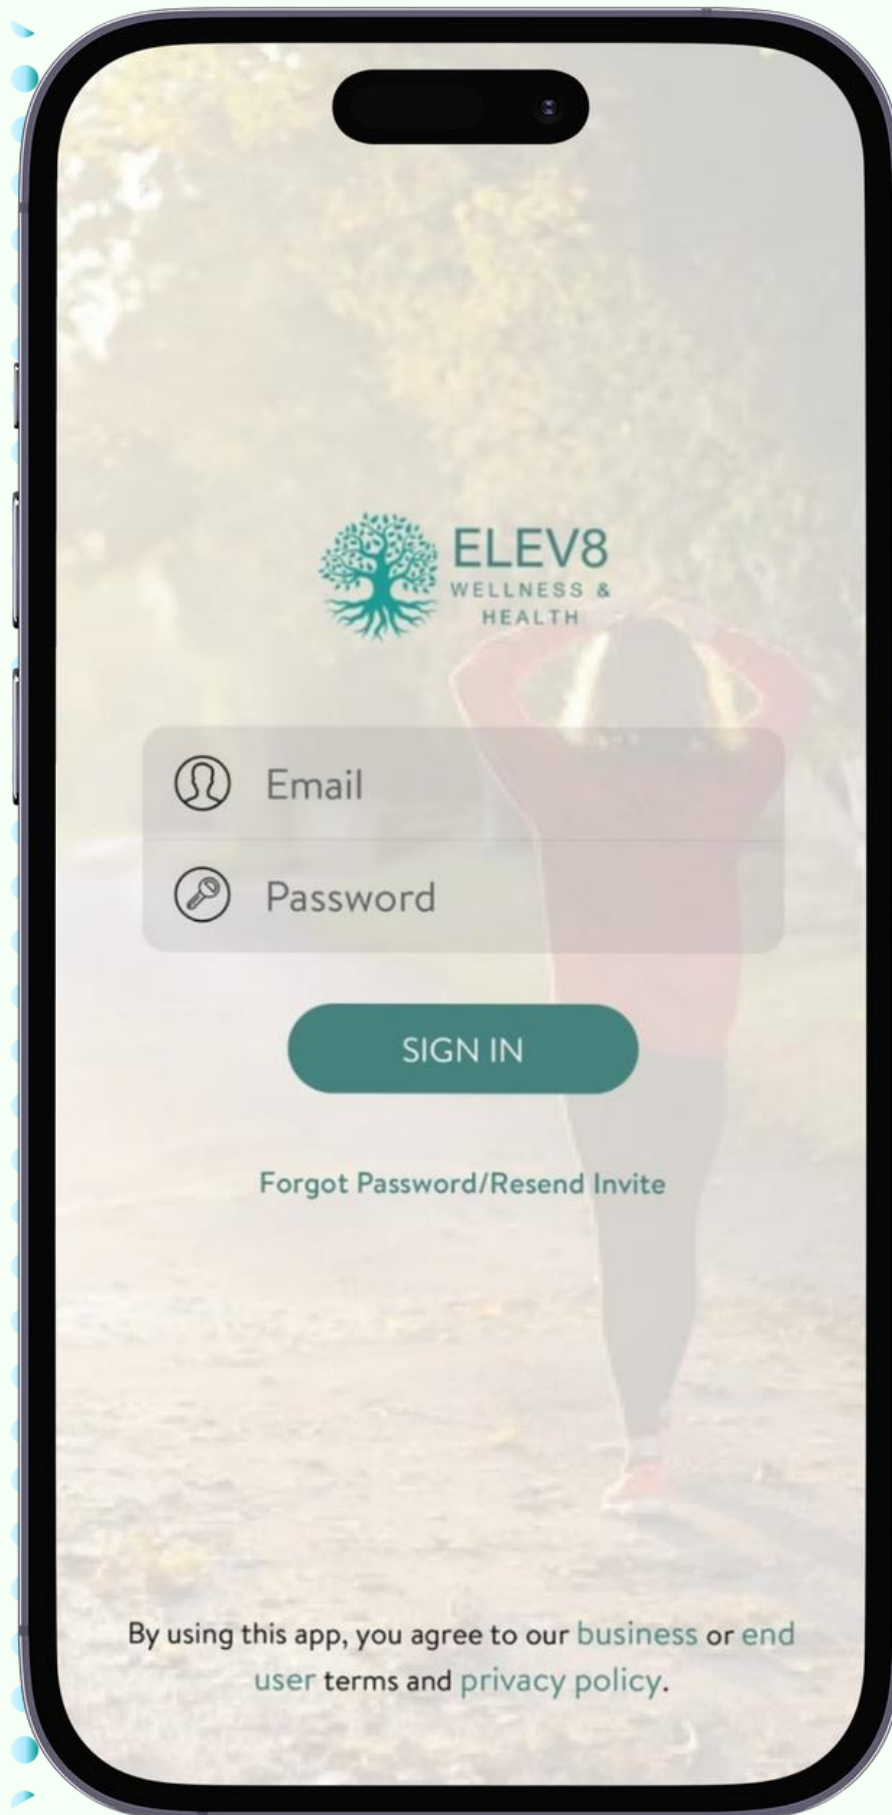 ELEV8
WELLNESS &
HEALTH
Email
Password
SIGN IN
Forgot Password/Resend Invite
By using this app, you agree to our business or end
user terms and privacy policy.